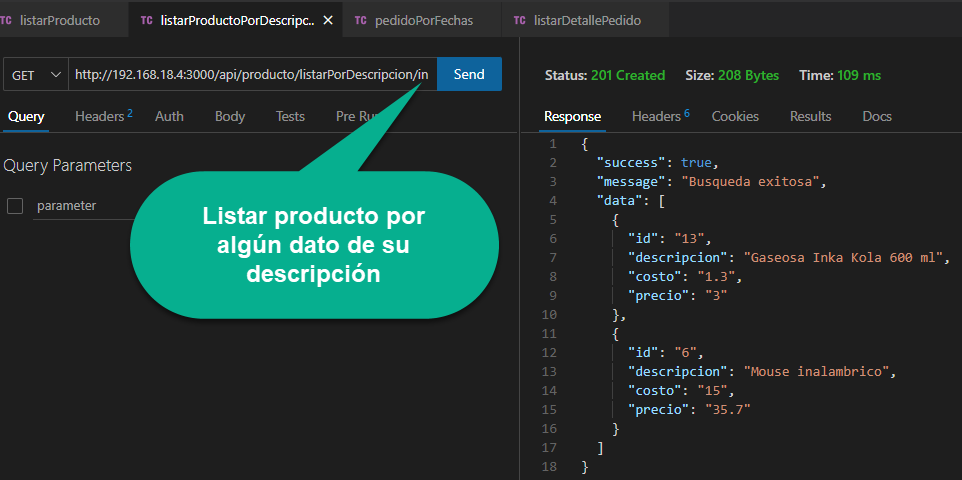 TC listarProducto
TC listarProductoPorDescripc.. ✕
TC pedidoPorFechas
TC listarDetallePedido
GET http://192.168.18.4:3000/api/producto/listarPorDescripcion/in Send
Query Headers 2 Auth Body Tests Pre Ru
Query Parameters
parameter
Listar producto por
algún dato de su
descripción
Status: 201 Created Size: 208 Bytes Time: 109 ms
Response Headers 6 Cookies Results Docs
1 {
2 "success": true,
3 "message": "Busqueda exitosa",
4 "data": [
5 {
6 "id": "13",
7 "descripcion": "Gaseosa Inka Kola 600 ml",
8 "costo": "1.3",
9 "precio": "3"
10 },
11 {
12 "id": "6",
13 "descripcion": "Mouse inalambrico",
14 "costo": "15",
15 "precio": "35.7"
16 }
17 ]
18 }